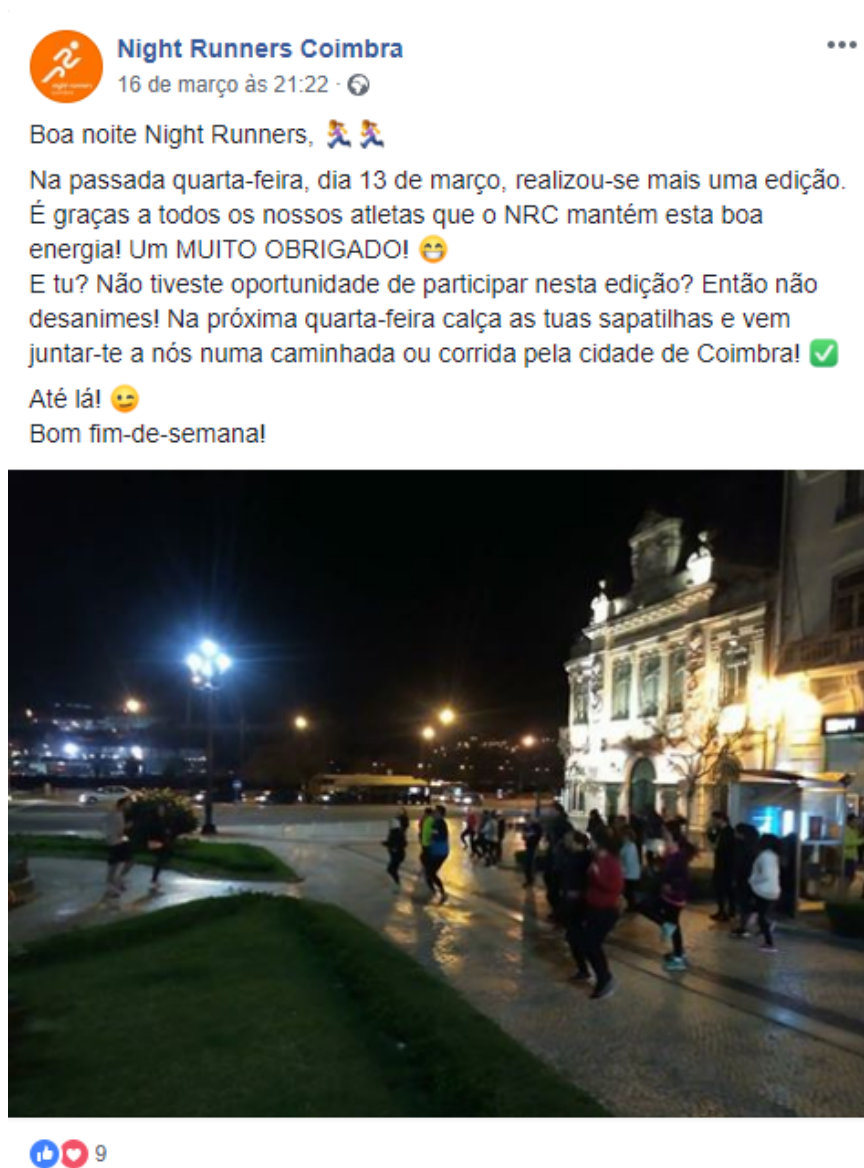 Night Runners Coimbra
16 de março às 21:22 ·
Boa noite Night Runners, 🏃‍♀️🏃‍♀️
Na passada quarta-feira, dia 13 de março, realizou-se mais uma edição.
É graças a todos os nossos atletas que o NRC mantém esta boa
energia! Um MUITO OBRIGADO! 😁
E tu? Não tiveste oportunidade de participar nesta edição? Então não
desanimes! Na próxima quarta-feira calça as tuas sapatilhas e vem
juntar-te a nós numa caminhada ou corrida pela cidade de Coimbra! ✅
Até lá! 😉
Bom fim-de-semana!
9